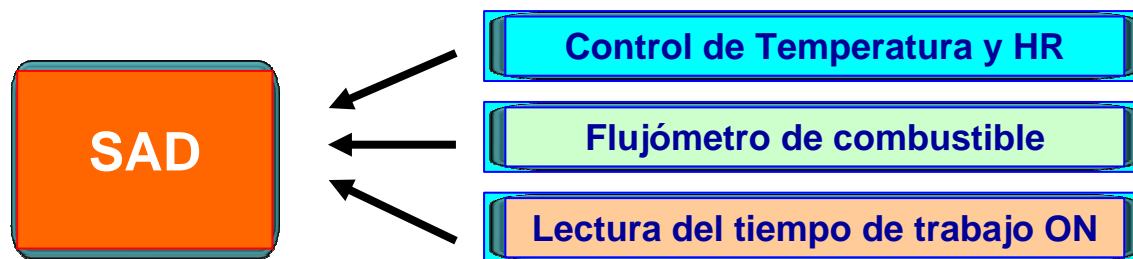 Control de Temperatura y HR
SAD
Flujómetro de combustible
Lectura del tiempo de trabajo ON